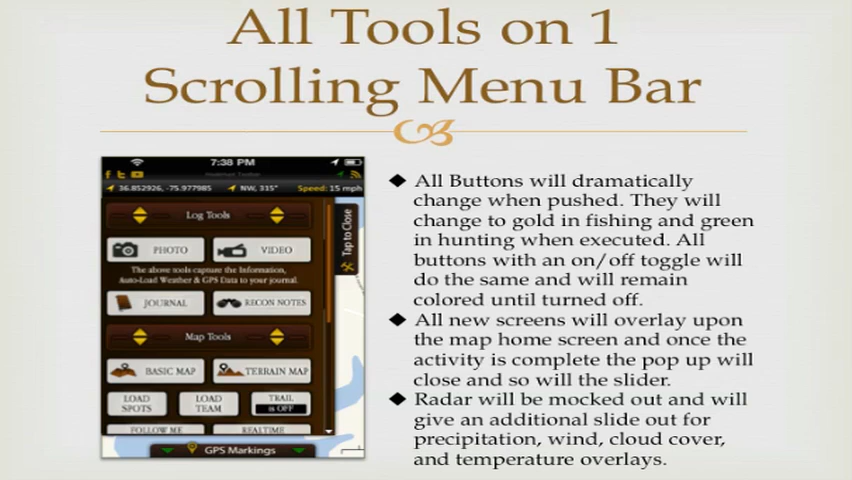 All Tools on 1
Scrolling Menu Bar
7:38 PM
36.852926, -75.977985 NW, 315° Speed: 15 mph
Log Tools
Tap to Close
PHOTO VIDEO
The above tools capture the Information,
Auto-Load Weather & GPS Data to your journal.
JOURNAL RECON NOTES
Map Tools
BASIC MAP TERRAIN MAP
LOAD SPOTS
LOAD TEAM
TRAIL is OFF
FOLLOW ME REALTIME
GPS Markings
All Buttons will dramatically
change when pushed. They will
change to gold in fishing and green
in hunting when executed. All
buttons with an on/off toggle will
do the same and will remain
colored until turned off.
All new screens will overlay upon
the map home screen and once the
activity is complete the pop up will
close and so will the slider.
Radar will be mocked out and will
give an additional slide out for
precipitation, wind, cloud cover,
and temperature overlays.